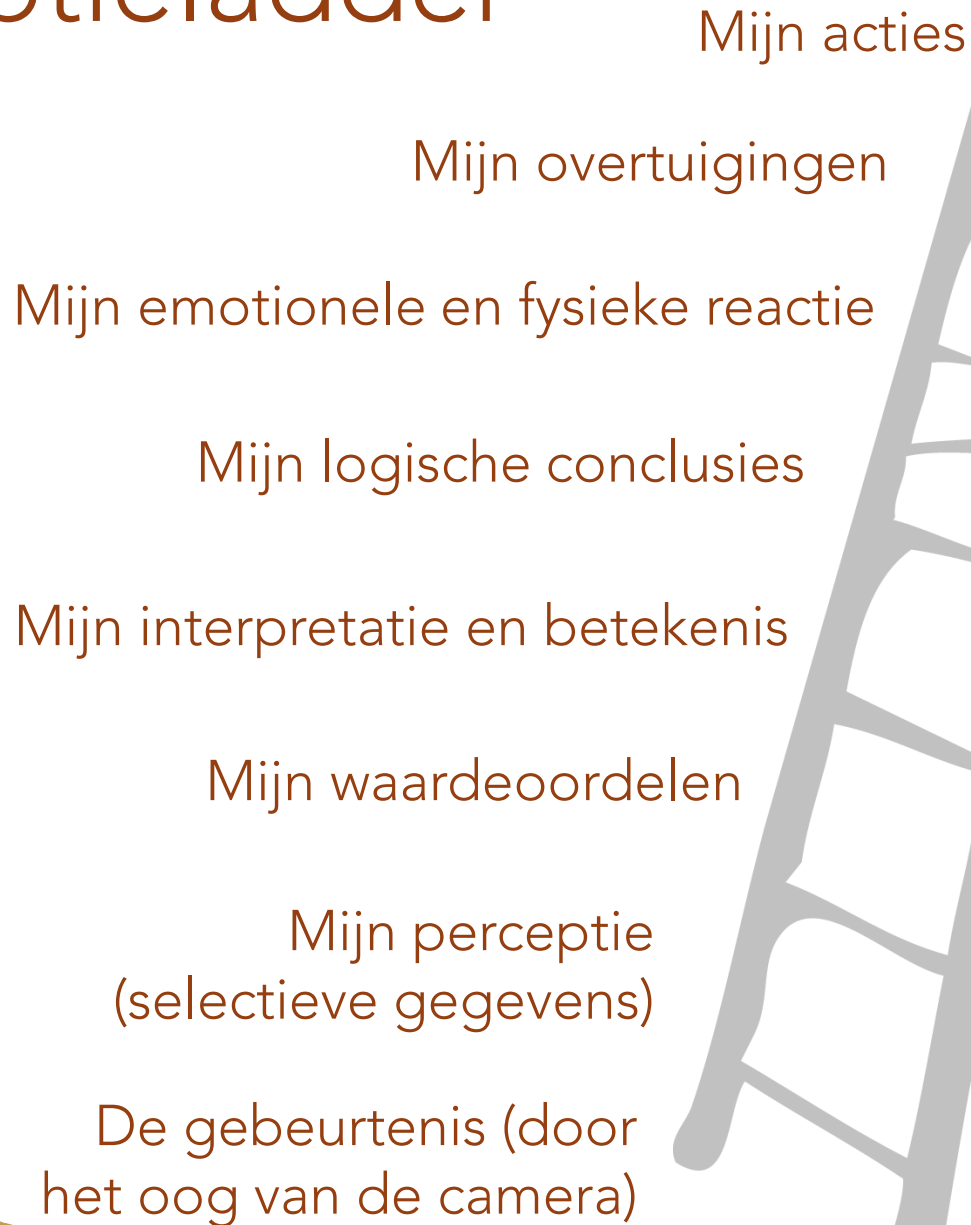 Mijn acties
Mijn overtuigingen
Mijn emotionele en fysieke reactie
Mijn logische conclusies
Mijn interpretatie en betekenis
Mijn waardeoordelen
Mijn perceptie
(selectieve gegevens)
De gebeurtenis (door
het oog van de camera)